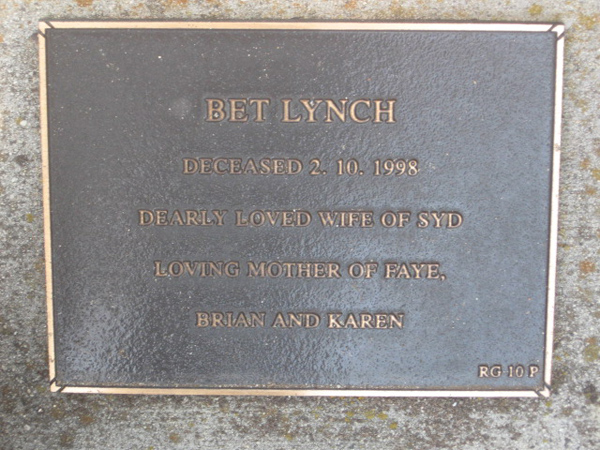 BET LYNCH
DECEASED 2. 10. 1998
DEARLY LOVED WIFE OF SYD
LOVING MOTHER OF FAYE,
BRIAN AND KAREN
RG 10 P